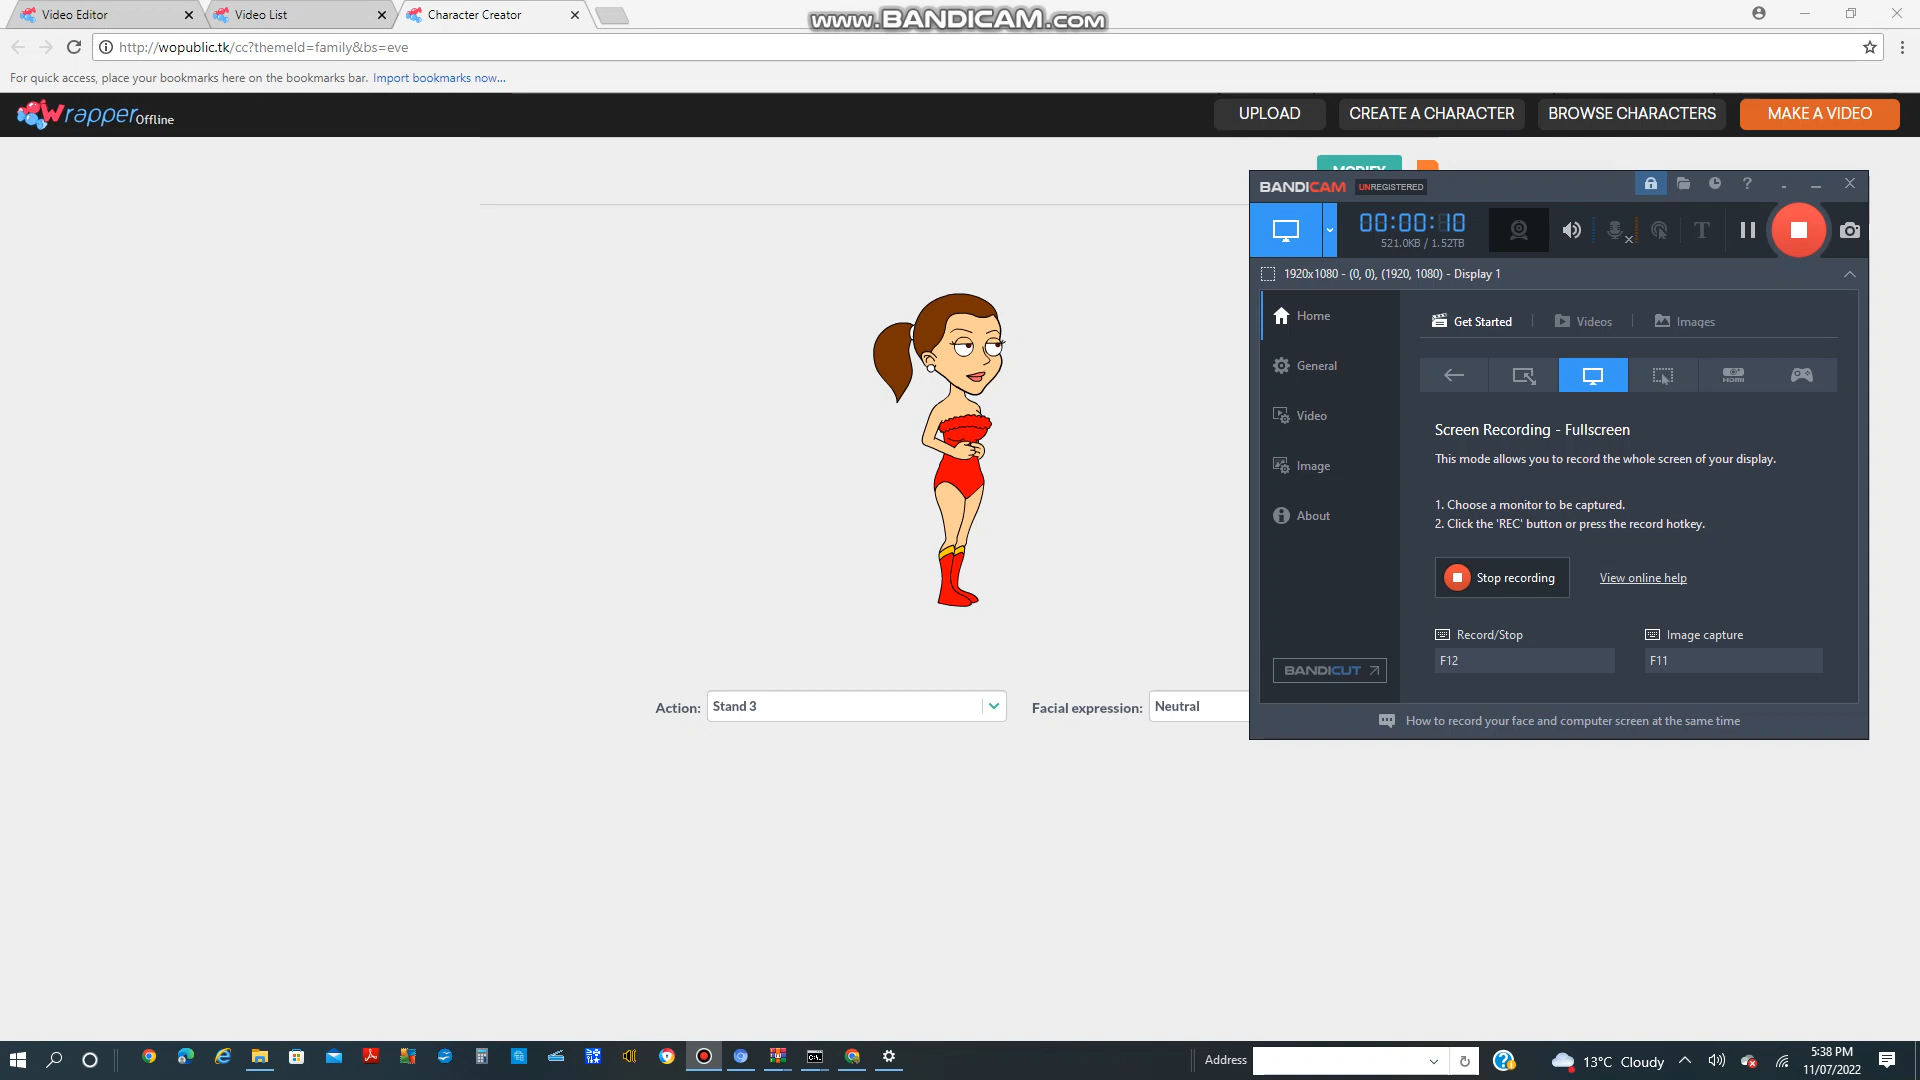 Video Editor
Video List
Character Creator
www.BANDICAM.com
http://wopublic.tk/cc?themeId=family&bs=eve
For quick access, place your bookmarks here on the bookmarks bar. Import bookmarks now...
Wrapper Offline
UPLOAD
CREATE A CHARACTER
BROWSE CHARACTERS
MAKE A VIDEO
MODIFY
BANDICAM UNREGISTERED
00:00:10
521.0KB / 1.52TB
1920x1080 - (0, 0), (1920, 1080) - Display 1
Home
General
Video
Image
About
BANDICUT
Get Started
Videos
Images
HDMI
Screen Recording - Fullscreen
This mode allows you to record the whole screen of your display.
1. Choose a monitor to be captured.
2. Click the 'REC' button or press the record hotkey.
Stop recording
View online help
Record/Stop
Image capture
F12
F11
How to record your face and computer screen at the same time
Action:
Stand 3
Facial expression:
Neutral
Address
13°C Cloudy
5:38 PM
11/07/2022